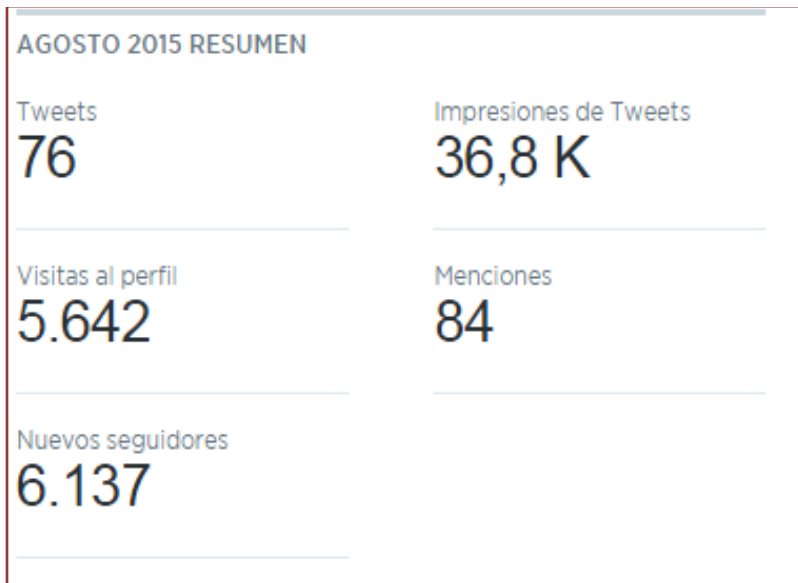 AGOSTO 2015 RESUMEN
Tweets
76
Impresiones de Tweets
36,8 K
Visitas al perfil
5.642
Menciones
84
Nuevos seguidores
6.137